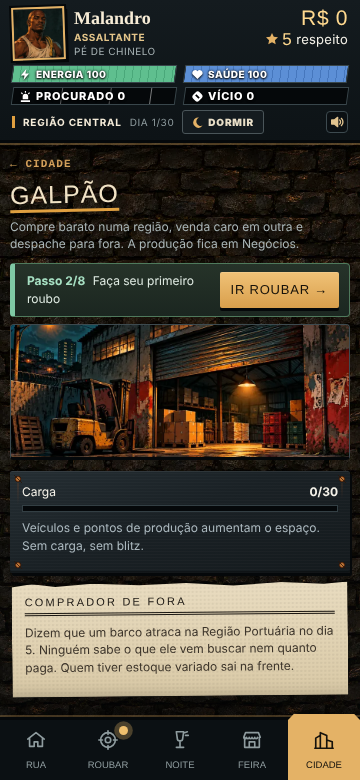 Malandro
ASSALTANTE
PÉ DE CHINELO
R$ 0
5 respeito
ENERGIA 100
SAÚDE 100
PROCURADO 0
VÍCIO 0
REGIÃO CENTRAL DIA 1/30 DORMIR
← CIDADE
GALPÃO
Compre barato numa região, venda caro em outra e
despache para fora. A produção fica em Negócios.
Passo 2/8 Faça seu primeiro
roubo
IR ROUBAR →
Carga 0/30
Veículos e pontos de produção aumentam o espaço.
Sem carga, sem blitz.
COMPRADOR DE FORA
Dizem que um barco atraca na Região Portuária no dia
5. Ninguém sabe o que ele vem buscar nem quanto
paga. Quem tiver estoque variado sai na frente.
RUA ROUBAR NOITE FEIRA CIDADE